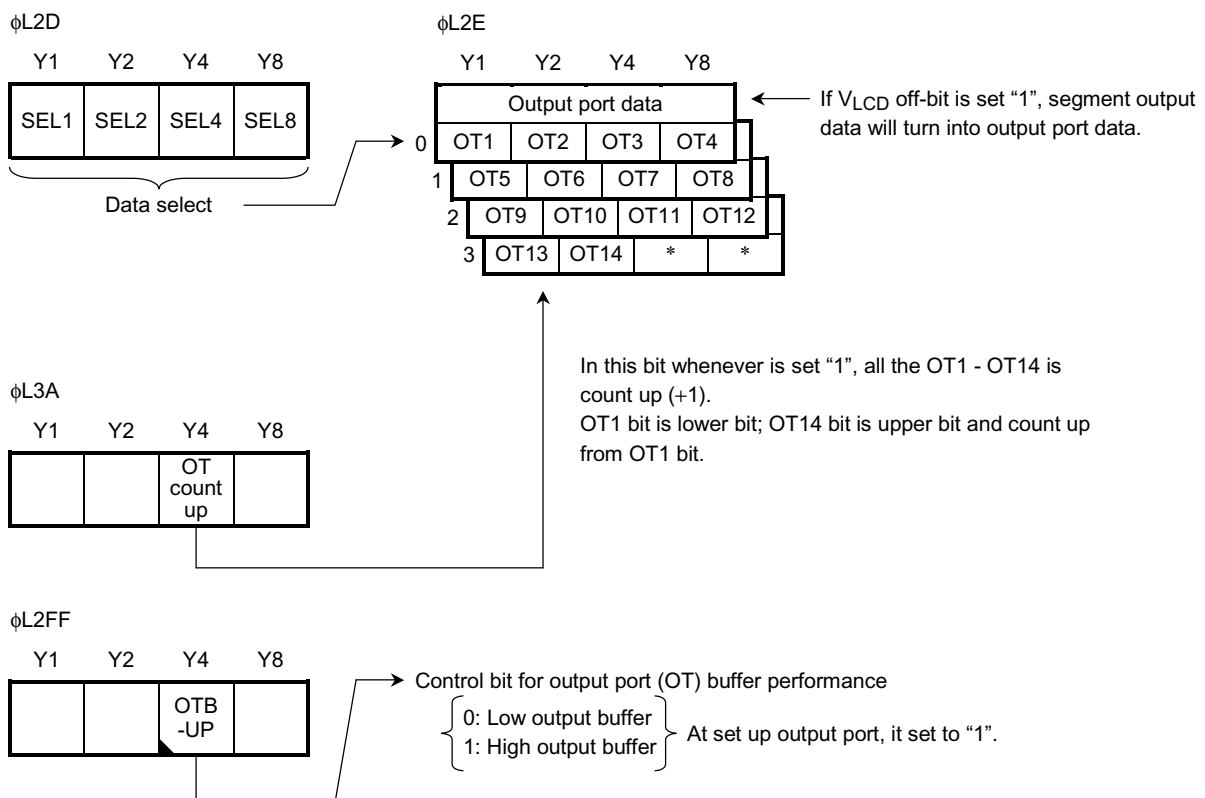 ϕL2D
Y1 Y2 Y4 Y8
SEL1 SEL2 SEL4 SEL8
Data select
ϕL2E
Y1 Y2 Y4 Y8
Output port data
0 OT1 OT2 OT3 OT4
1 OT5 OT6 OT7 OT8
2 OT9 OT10 OT11 OT12
3 OT13 OT14 * *
If VLCD off-bit is set “1”, segment output
data will turn into output port data.
In this bit whenever is set “1”, all the OT1 - OT14 is
count up (+1).
OT1 bit is lower bit; OT14 bit is upper bit and count up
from OT1 bit.
ϕL3A
Y1 Y2 Y4 Y8
OT
count
up
ϕL2FF
Y1 Y2 Y4 Y8
OTB
-UP
Control bit for output port (OT) buffer performance
0: Low output buffer
1: High output buffer
At set up output port, it set to “1”.